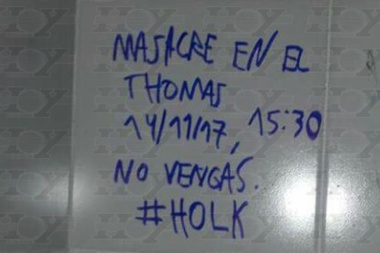 MASACRE EN EL
THOMAS
14/11/17, 15:30
NO VENGAS.
#HOLK